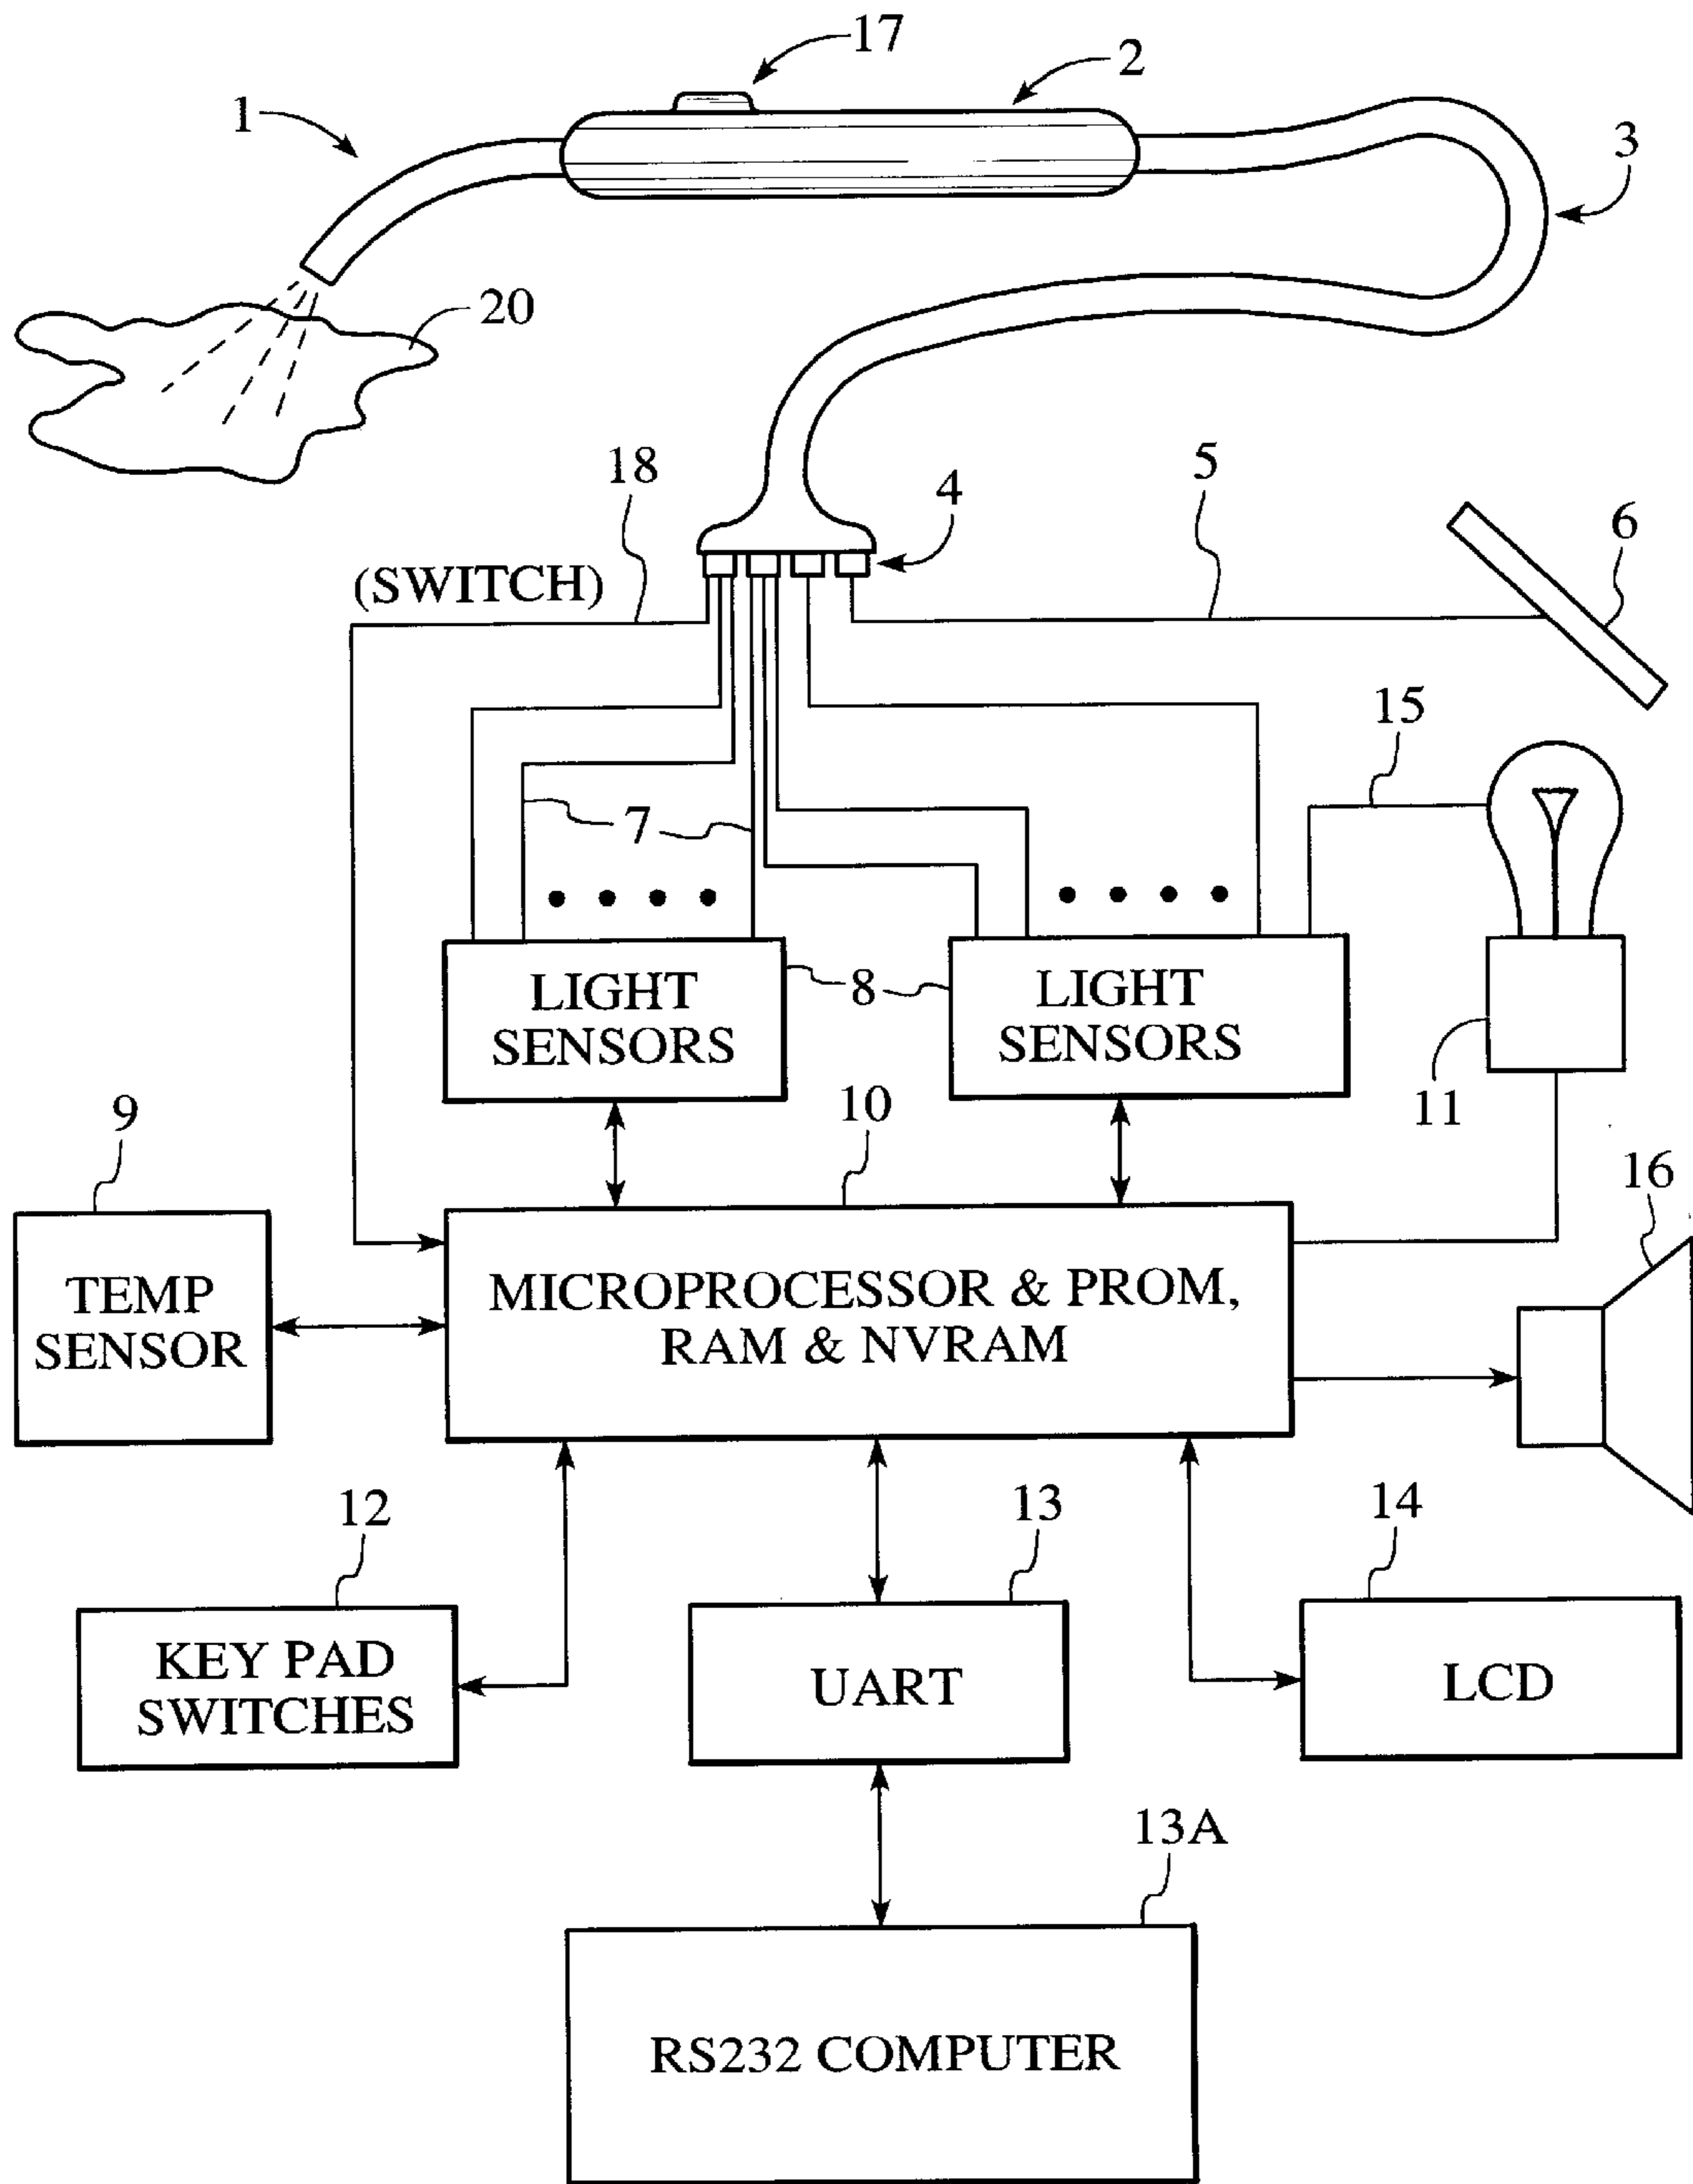 17
2
1
3
20
18
4
5
6
(SWITCH)
15
7
8
LIGHT
SENSORS
LIGHT
SENSORS
11
9
10
16
TEMP
SENSOR
MICROPROCESSOR & PROM,
RAM & NVRAM
12
13
14
KEY PAD
SWITCHES
UART
LCD
13A
RS232 COMPUTER